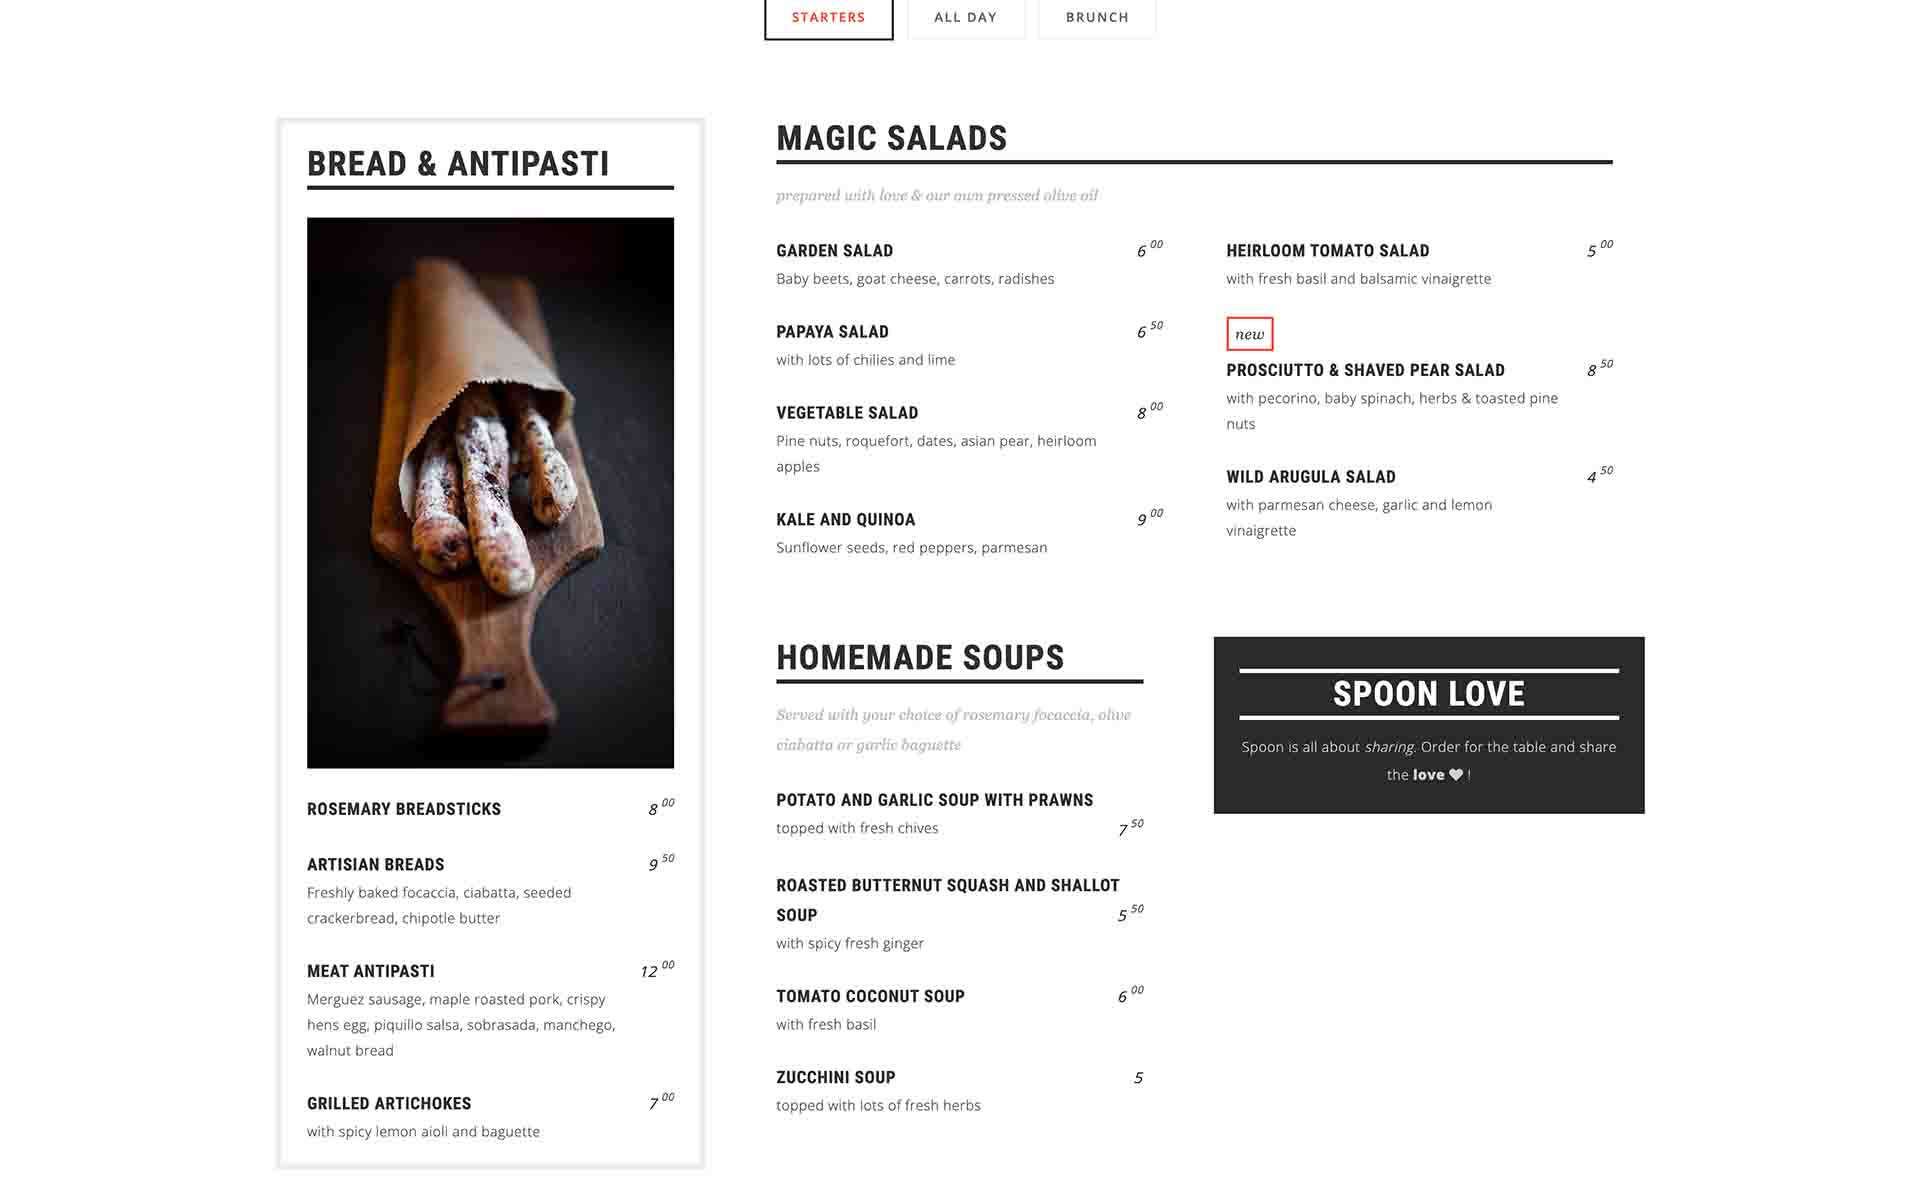 STARTERS ALL DAY BRUNCH
BREAD & ANTIPASTI
ROSEMARY BREADSTICKS 8 00
ARTISIAN BREADS 9 50
Freshly baked focaccia, ciabatta, seeded
crackerbread, chipotle butter
MEAT ANTIPASTI 12 00
Merguez sausage, maple roasted pork, crispy
hens egg, piquillo salsa, sobrasada, manchego,
walnut bread
GRILLED ARTICHOKES 7 00
with spicy lemon aioli and baguette
MAGIC SALADS
prepared with love & our own pressed olive oil
GARDEN SALAD 6 00
Baby beets, goat cheese, carrots, radishes
PAPAYA SALAD 6 50
with lots of chilies and lime
VEGETABLE SALAD 8 00
Pine nuts, roquefort, dates, asian pear, heirloom
apples
KALE AND QUINOA 9 00
Sunflower seeds, red peppers, parmesan
HEIRLOOM TOMATO SALAD 5 00
with fresh basil and balsamic vinaigrette
new
PROSCIUTTO & SHAVED PEAR SALAD 8 50
with pecorino, baby spinach, herbs & toasted pine
nuts
WILD ARUGULA SALAD 4 50
with parmesan cheese, garlic and lemon
vinaigrette
HOMEMADE SOUPS
Served with your choice of rosemary focaccia, olive
ciabatta or garlic baguette
POTATO AND GARLIC SOUP WITH PRAWNS
topped with fresh chives 7 50
ROASTED BUTTERNUT SQUASH AND SHALLOT
SOUP 5 50
with spicy fresh ginger
TOMATO COCONUT SOUP 6 00
with fresh basil
ZUCCHINI SOUP 5
topped with lots of fresh herbs
SPOON LOVE
Spoon is all about sharing. Order for the table and share
the love ♥ !